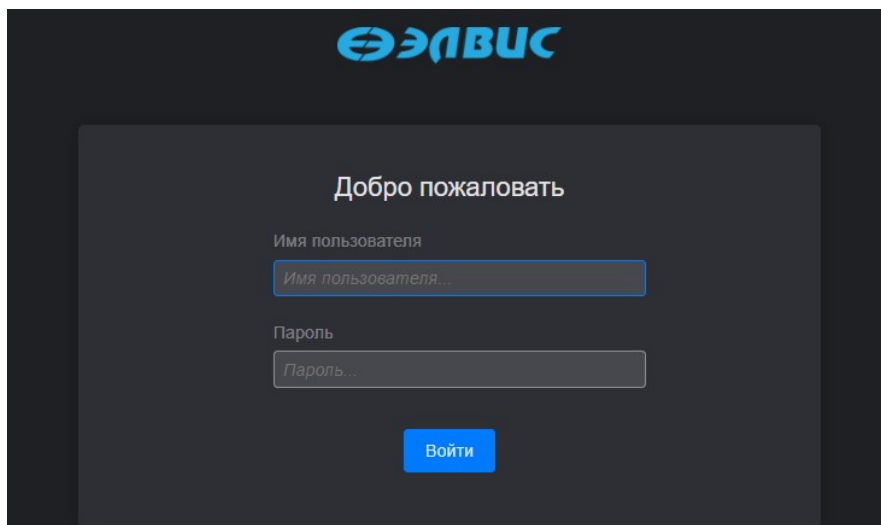 ЭЛВИС
Добро пожаловать
Имя пользователя
Имя пользователя...
Пароль
Пароль...
Войти